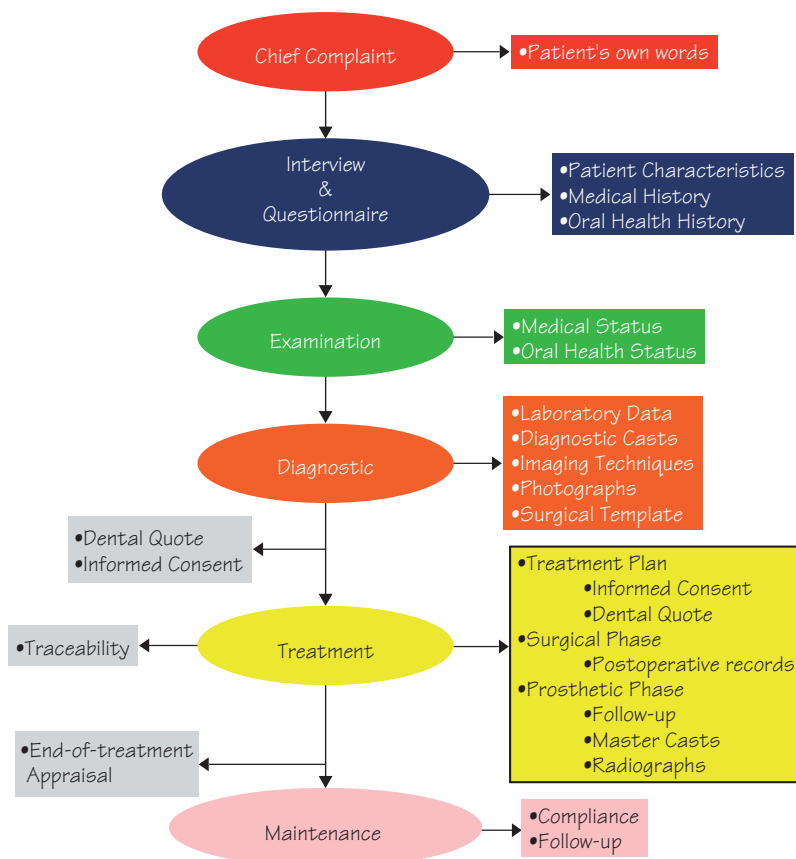 Chief Complaint
•Patient's own words
Interview
&
Questionnaire
•Patient Characteristics
•Medical History
•Oral Health History
Examination
•Medical Status
•Oral Health Status
Diagnostic
•Laboratory Data
•Diagnostic Casts
•Imaging Techniques
•Photographs
•Surgical Template
•Dental Quote
•Informed Consent
•Traceability
Treatment
•Treatment Plan
•Informed Consent
•Dental Quote
•Surgical Phase
•Postoperative records
•Prosthetic Phase
•Follow-up
•Master Casts
•Radiographs
•End-of-treatment
Appraisal
Maintenance
•Compliance
•Follow-up